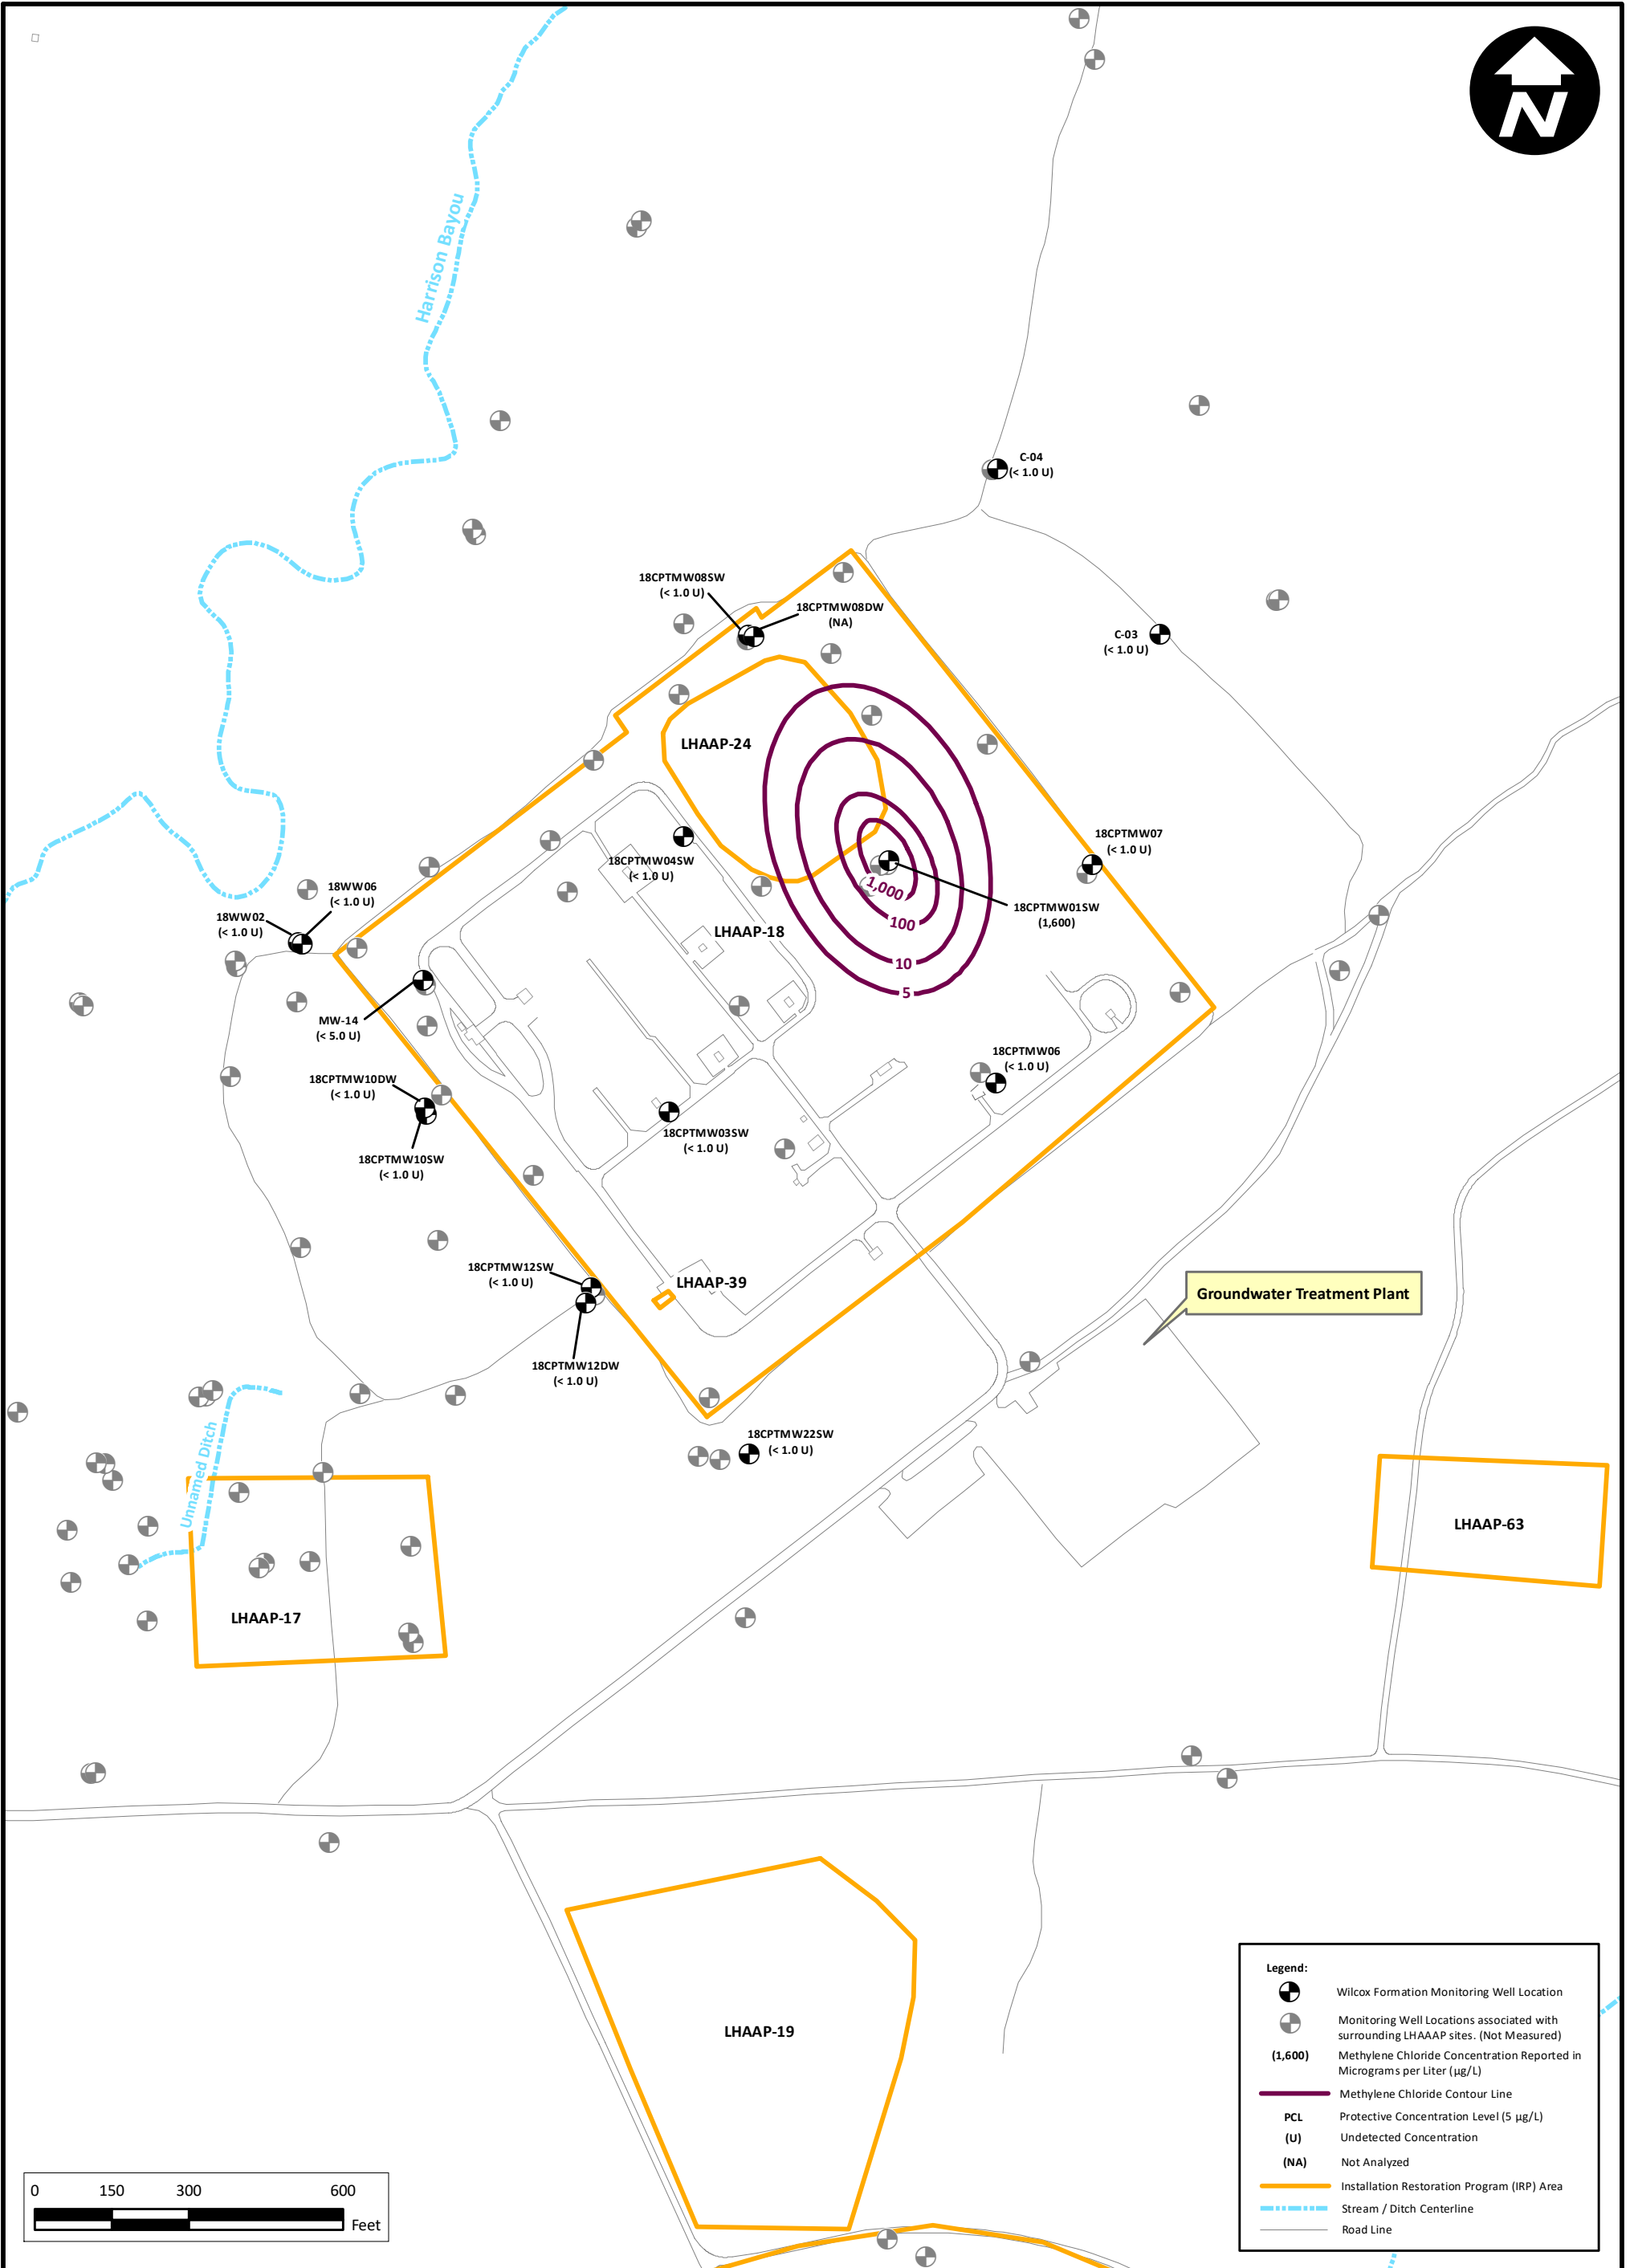 N
Harrison Bayou
C-04
(< 1.0 U)
18CPTMW08SW
(< 1.0 U)
18CPTMW08DW
(NA)
C-03
(< 1.0 U)
LHAAP-24
18CPTMW04SW
(< 1.0 U)
18CPTMW07
(< 1.0 U)
18WW06
(< 1.0 U)
18WW02
(< 1.0 U)
1,000
100
10
5
18CPTMW01SW
(1,600)
LHAAP-18
MW-14
(< 5.0 U)
18CPTMW06
(< 1.0 U)
18CPTMW10DW
(< 1.0 U)
18CPTMW03SW
(< 1.0 U)
18CPTMW10SW
(< 1.0 U)
18CPTMW12SW
(< 1.0 U)
LHAAP-39
Groundwater Treatment Plant
18CPTMW12DW
(< 1.0 U)
18CPTMW22SW
(< 1.0 U)
Unnamed Ditch
LHAAP-63
LHAAP-17
LHAAP-19
Legend:
Wilcox Formation Monitoring Well Location
Monitoring Well Locations associated with
surrounding LHAAAP sites. (Not Measured)
(1,600) Methylene Chloride Concentration Reported in
Micrograms per Liter (µg/L)
Methylene Chloride Contour Line
PCL Protective Concentration Level (5 µg/L)
(U) Undetected Concentration
(NA) Not Analyzed
Installation Restoration Program (IRP) Area
Stream / Ditch Centerline
Road Line
0 150 300 600
Feet